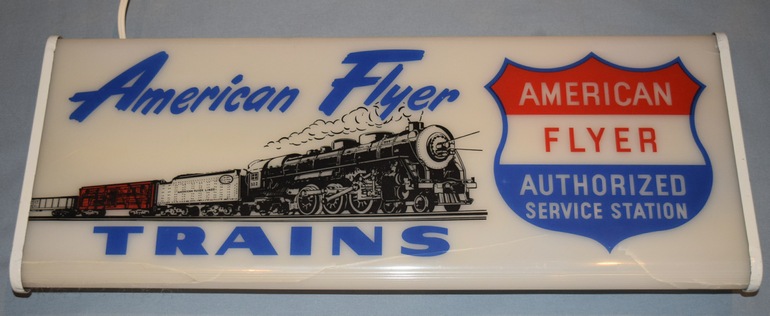 American Flyer
TRAINS
AMERICAN
FLYER
AUTHORIZED
SERVICE STATION